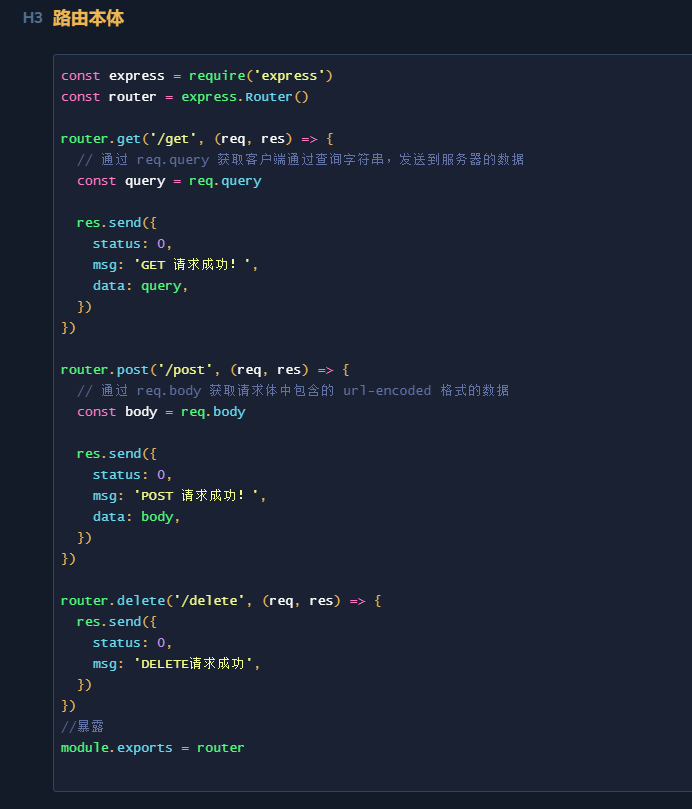 H3 路由本体
const express = require('express')
const router = express.Router()
router.get('/get', (req, res) => {
// 通过 req.query 获取客户端通过查询字符串，发送到服务器的数据
const query = req.query
res.send({
status: 0,
msg: 'GET 请求成功！',
data: query,
})
})
router.post('/post', (req, res) => {
// 通过 req.body 获取请求体中包含的 url-encoded 格式的数据
const body = req.body
res.send({
status: 0,
msg: 'POST 请求成功！',
data: body,
})
})
router.delete('/delete', (req, res) => {
res.send({
status: 0,
msg: 'DELETE请求成功',
})
})
//暴露
module.exports = router